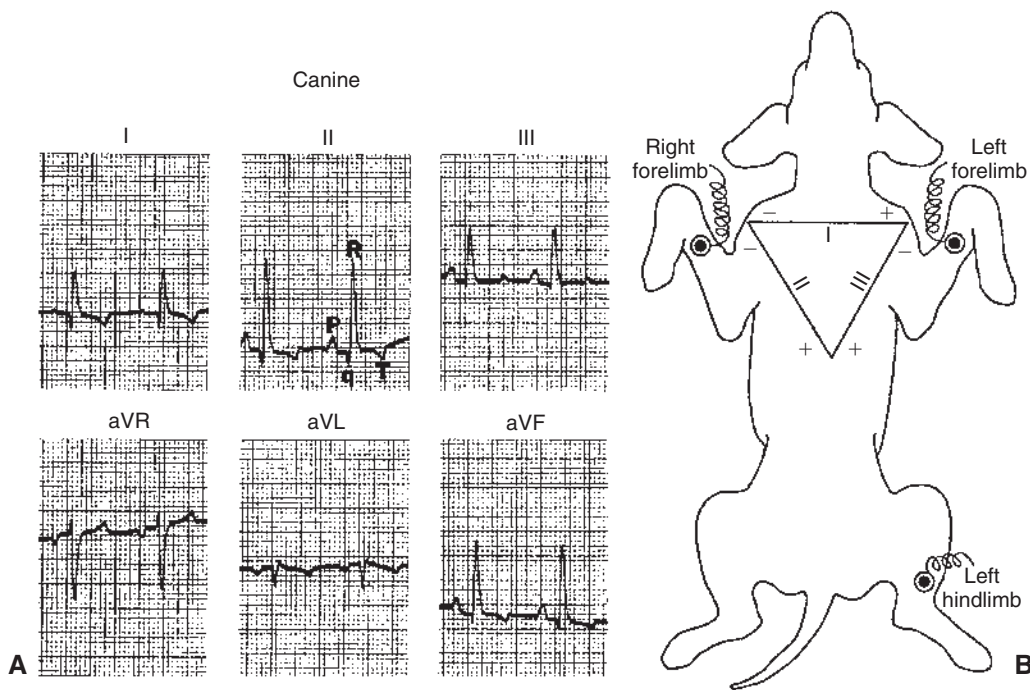 Canine
I
II
III
R
P
q
T
aVR
aVL
aVF
A
Right
forelimb
Left
forelimb
− +
I
− −
II
III
+ +
Left
hindlimb
B